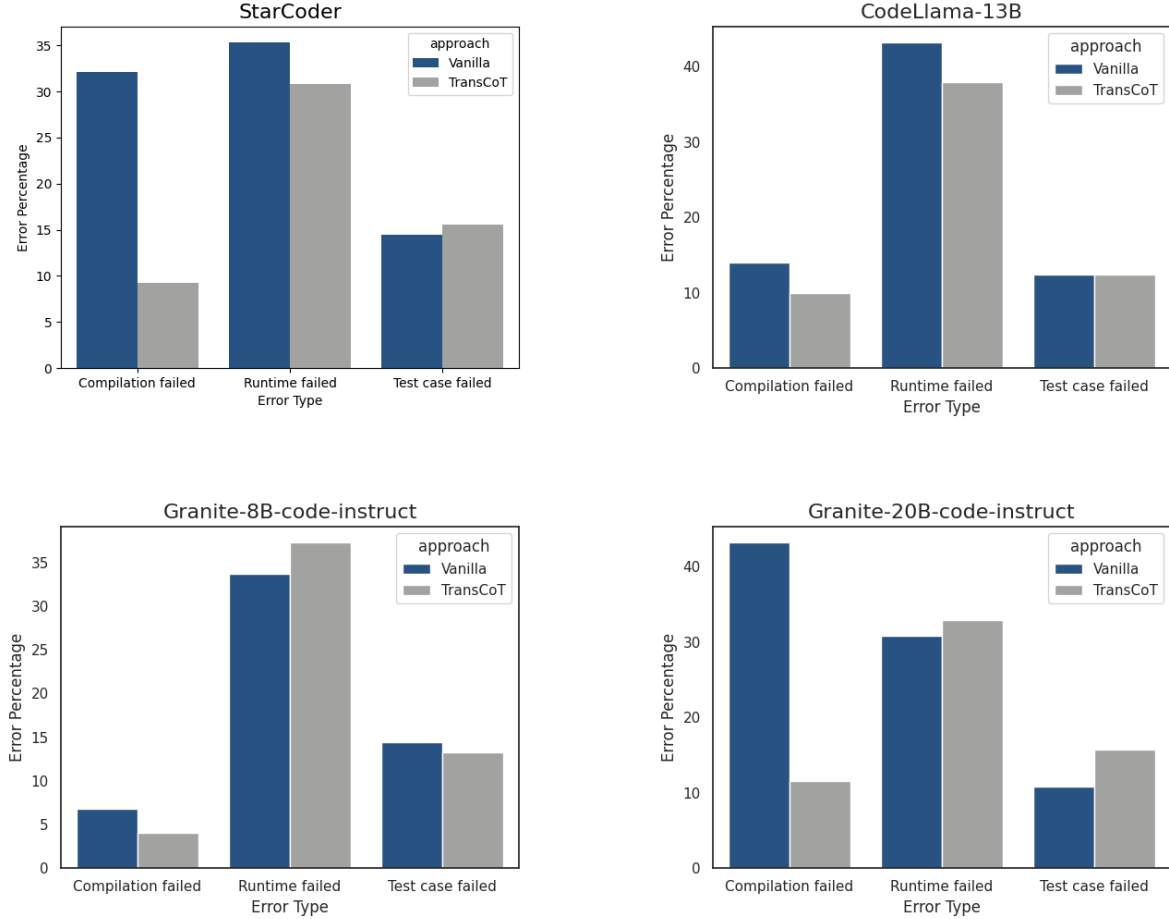 StarCoder
approach
Vanilla
TransCoT
Error Percentage
35
30
25
20
15
10
5
0
Compilation failed
Runtime failed
Test case failed
Error Type
CodeLlama-13B
approach
Vanilla
TransCoT
Error Percentage
40
30
20
10
0
Compilation failed
Runtime failed
Test case failed
Error Type
Granite-8B-code-instruct
approach
Vanilla
TransCoT
Error Percentage
35
30
25
20
15
10
5
0
Compilation failed
Runtime failed
Test case failed
Error Type
Granite-20B-code-instruct
approach
Vanilla
TransCoT
Error Percentage
40
30
20
10
0
Compilation failed
Runtime failed
Test case failed
Error Type